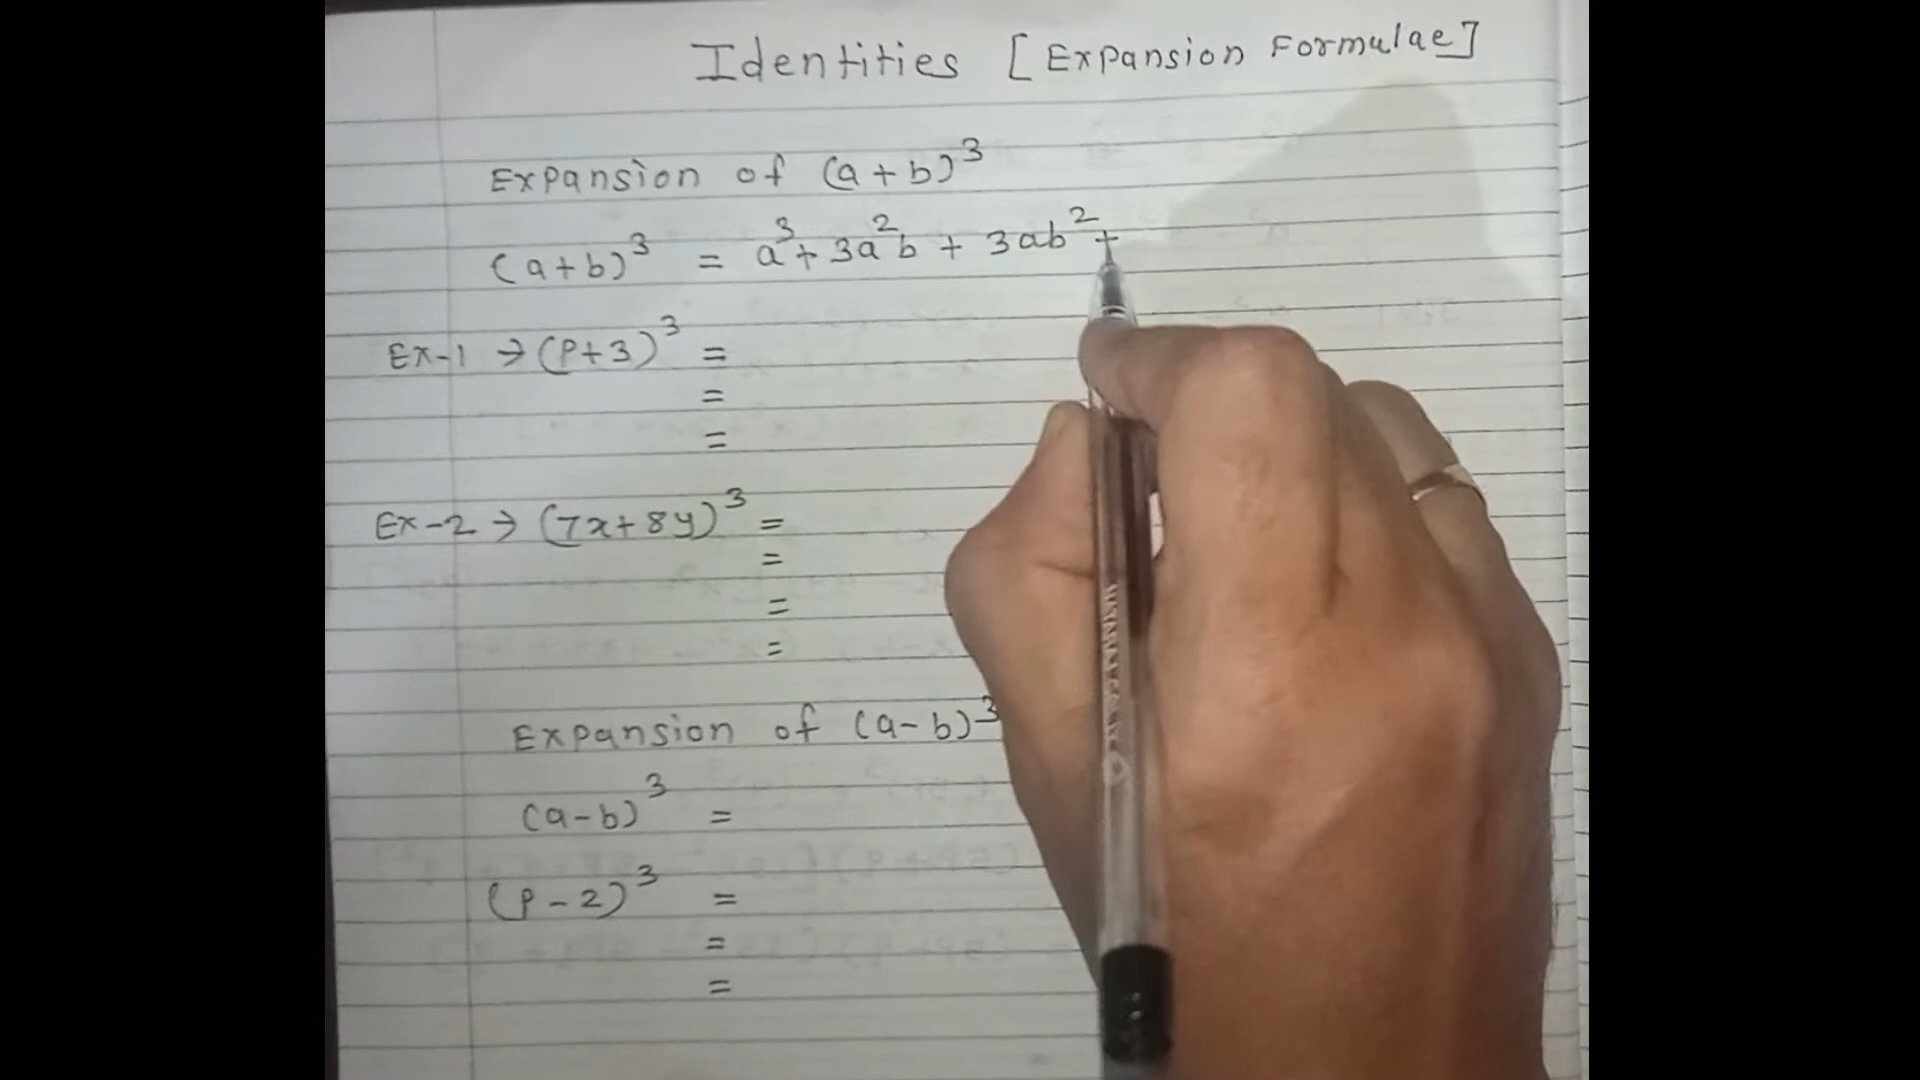 Identities [Expansion Formulae]
Expansion of (a+b)³
(a+b)³ = a³+3a²b + 3ab²+
Ex-1 → (P+3)³ =
=
=
Ex-2 → (7x+8y)³ =
=
=
=
Expansion of (a-b)³
(a-b)³ =
(P-2)³ =
=
=